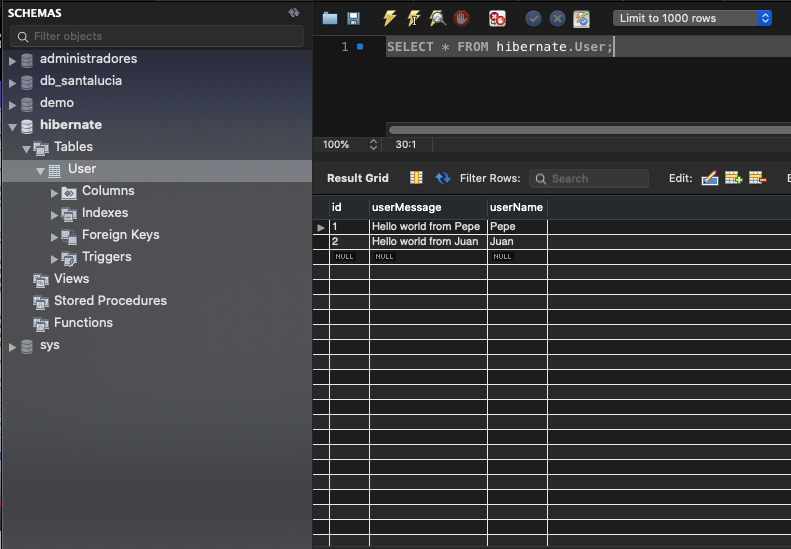 SCHEMAS
Filter objects
administradores
db_santalucia
demo
hibernate
Tables
User
Columns
Indexes
Foreign Keys
Triggers
Views
Stored Procedures
Functions
sys
Limit to 1000 rows
1 SELECT * FROM hibernate.User;
100% 30:1
Result Grid Filter Rows: Search Edit:
id userMessage userName
1 Hello world from Pepe Pepe
2 Hello world from Juan Juan
NULL NULL NULL